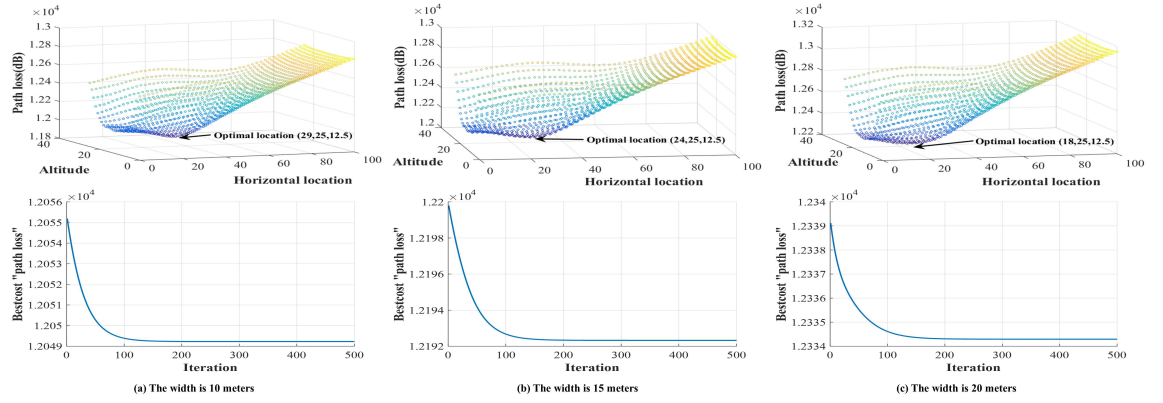 ×10⁴
1.3
1.28
1.26
1.24
1.22
1.2
1.18
Path loss(dB)
Optimal location (29,25,12.5)
40
20
0
Altitude
0
20
40
60
80
100
Horizontal location
×10⁴
1.3
1.28
1.26
1.24
1.22
1.2
Path loss(dB)
Optimal location (24,25,12.5)
40
20
0
Altitude
0
20
40
60
80
100
Horizontal location
×10⁴
1.32
1.3
1.28
1.26
1.24
1.22
Path loss(dB)
Optimal location (18,25,12.5)
40
20
0
Altitude
0
20
40
60
80
100
Horizontal location
×10⁴
1.2056
1.2055
1.2054
1.2052
1.2051
1.205
1.2049
Bestcost "path loss"
0 100 200 300 400 500
Iteration
(a) The width is 10 meters
×10⁴
1.22
1.2198
1.2196
1.2194
1.2192
Bestcost "path loss"
0 100 200 300 400 500
Iteration
(b) The width is 15 meters
×10⁴
1.2334
1.2339
1.2337
1.2336
1.2335
1.2334
Bestcost "path loss"
0 100 200 300 400 500
Iteration
(c) The width is 20 meters